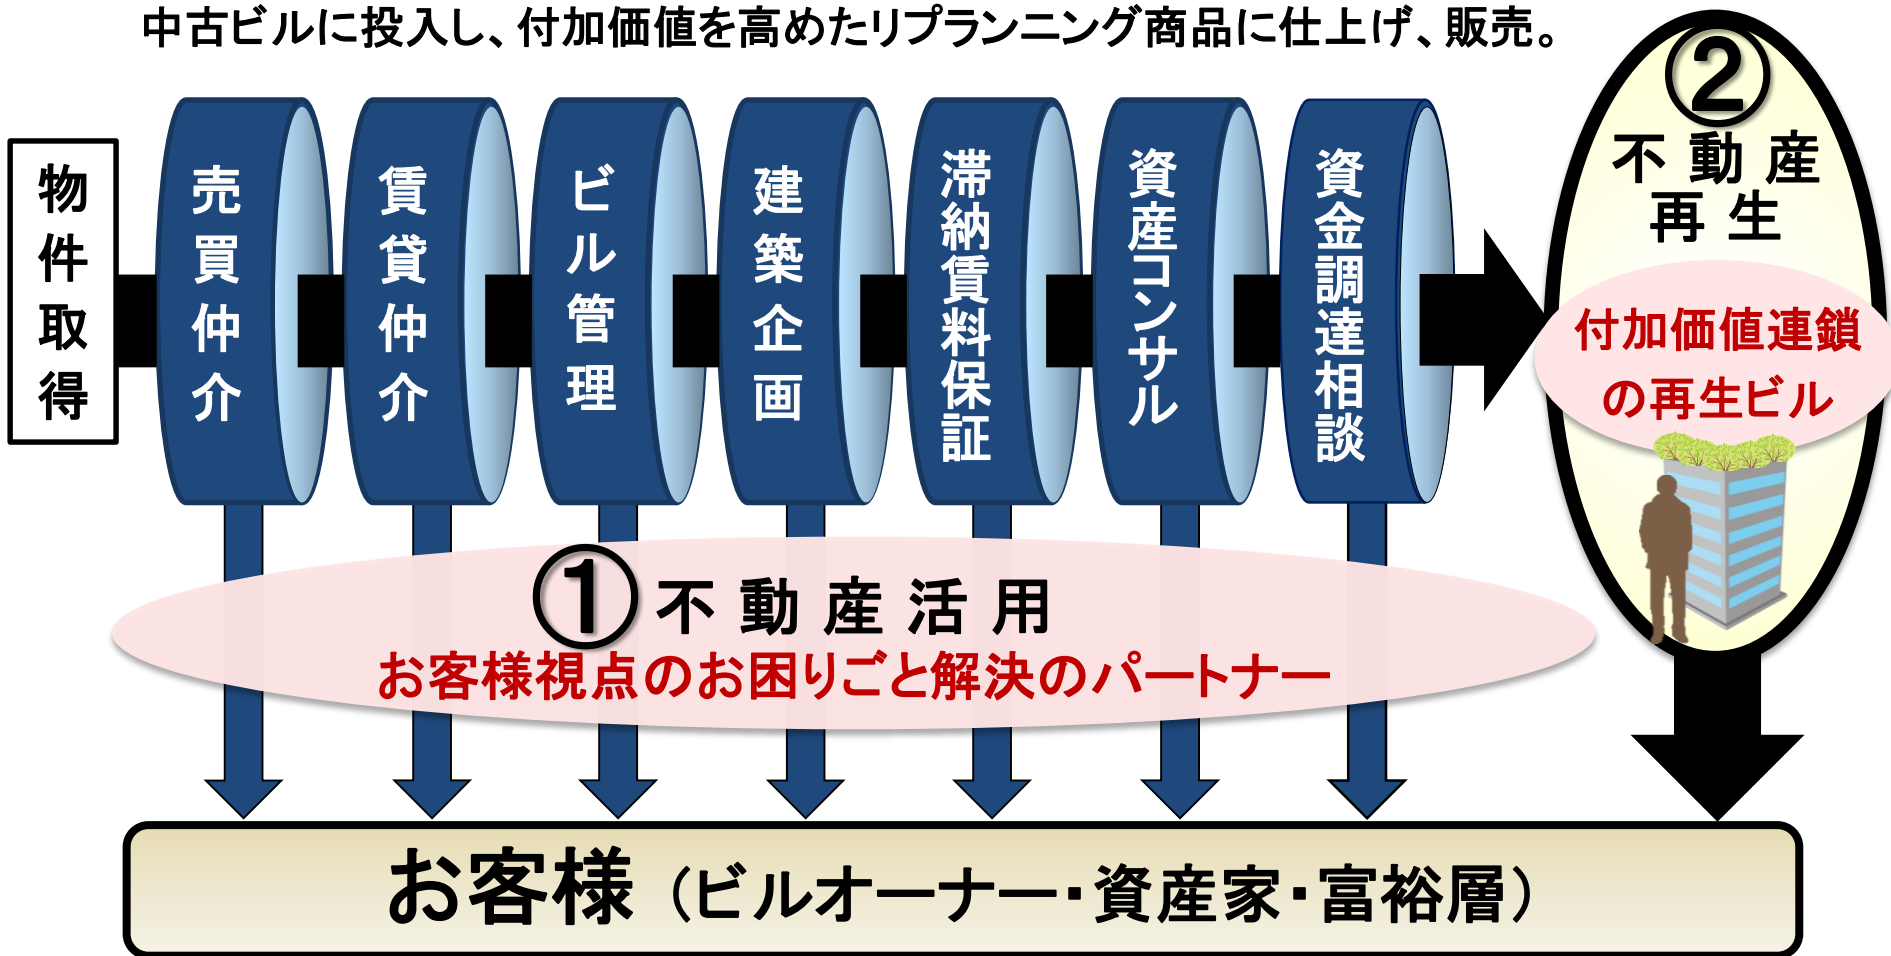 中古ビルに投入し、付加価値を高めたリプランニング商品に仕上げ、販売。
物件取得
売買仲介
賃貸仲介
ビル管理
建築企画
滞納賃料保証
資産コンサル
資金調達相談
②
不動産
再生
付加価値連鎖
の再生ビル
①不動産活用
お客様視点のお困りごと解決のパートナー
お客様（ビルオーナー・資産家・富裕層）